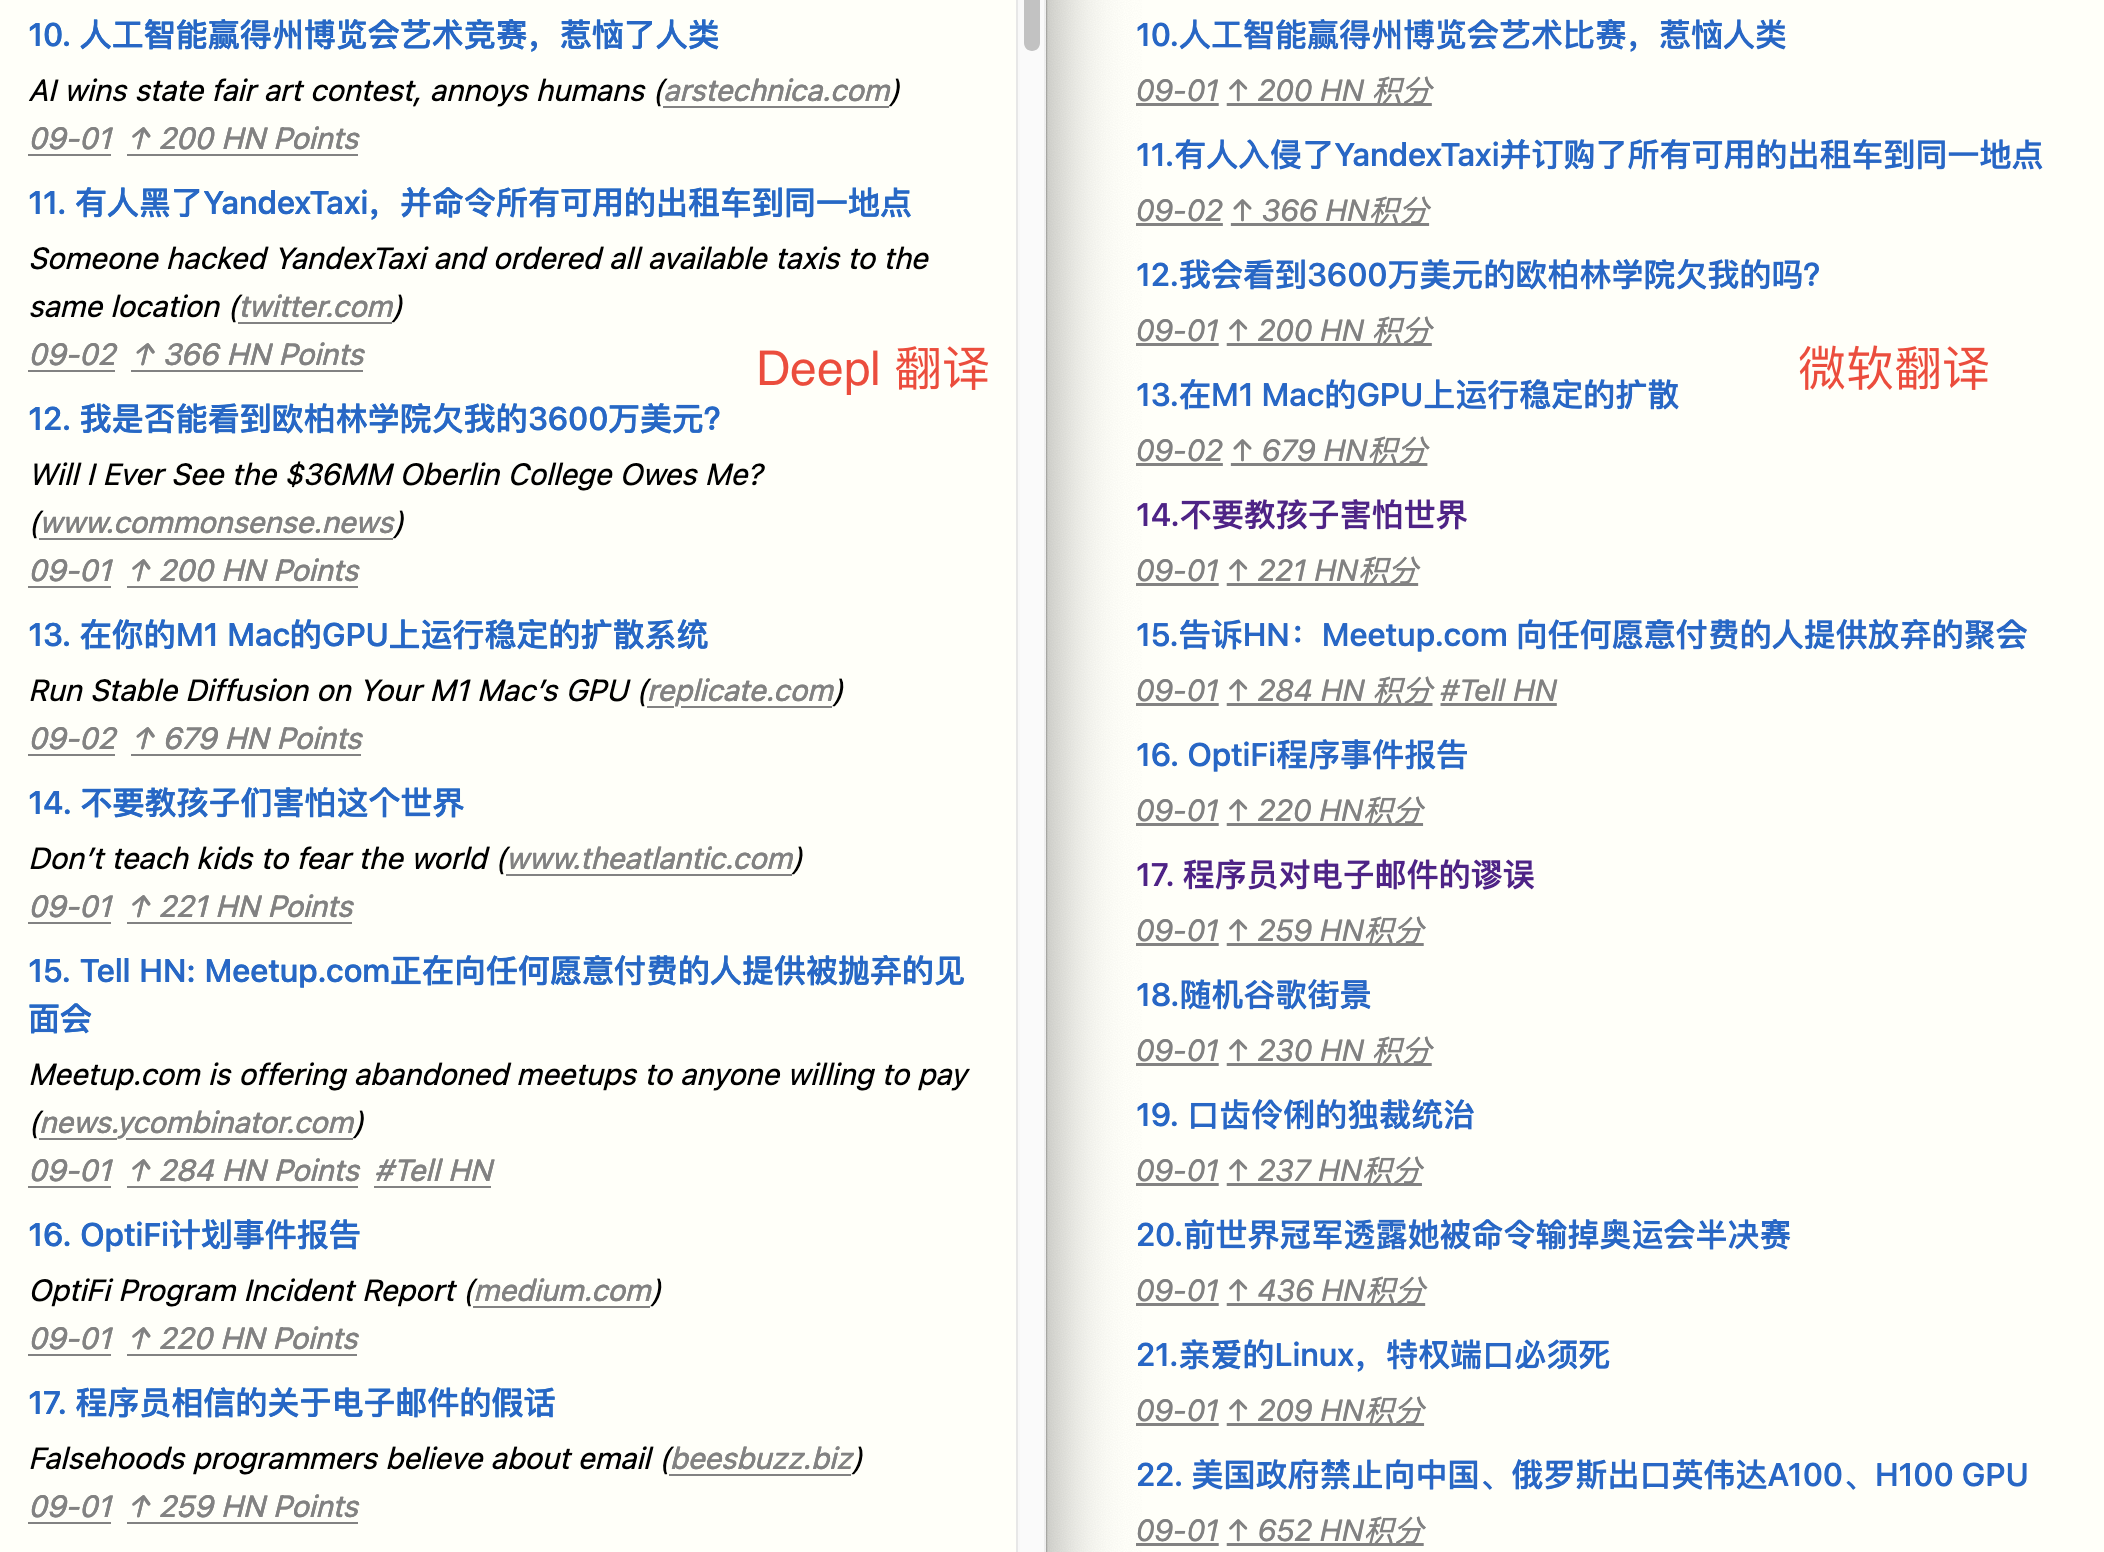 10. 人工智能赢得州博览会艺术竞赛，惹恼了人类
AI wins state fair art contest, annoys humans (arstechnica.com)
09-01 ↑ 200 HN Points
11. 有人黑了YandexTaxi，并命令所有可用的出租车到同一地点
Someone hacked YandexTaxi and ordered all available taxis to the
same location (twitter.com)
09-02 ↑ 366 HN Points
Deepl 翻译
12. 我是否能看到欧柏林学院欠我的3600万美元?
Will I Ever See the $36MM Oberlin College Owes Me?
(www.commonsense.news)
09-01 ↑ 200 HN Points
13. 在你的M1 Mac的GPU上运行稳定的扩散系统
Run Stable Diffusion on Your M1 Mac’s GPU (replicate.com)
09-02 ↑ 679 HN Points
14. 不要教孩子们害怕这个世界
Don’t teach kids to fear the world (www.theatlantic.com)
09-01 ↑ 221 HN Points
15. Tell HN: Meetup.com正在向任何愿意付费的人提供被抛弃的见
面会
Meetup.com is offering abandoned meetups to anyone willing to pay
(news.ycombinator.com)
09-01 ↑ 284 HN Points #Tell HN
16. OptiFi计划事件报告
OptiFi Program Incident Report (medium.com)
09-01 ↑ 220 HN Points
17. 程序员相信的关于电子邮件的假话
Falsehoods programmers believe about email (beesbuzz.biz)
09-01 ↑ 259 HN Points
10.人工智能赢得州博览会艺术比赛，惹恼人类
09-01 ↑ 200 HN 积分
11.有人入侵了YandexTaxi并订购了所有可用的出租车到同一地点
09-02 ↑ 366 HN积分
12.我会看到3600万美元的欧柏林学院欠我的吗?
09-01 ↑ 200 HN 积分
微软翻译
13.在M1 Mac的GPU上运行稳定的扩散
09-02 ↑ 679 HN积分
14.不要教孩子害怕世界
09-01 ↑ 221 HN积分
15.告诉HN：Meetup.com 向任何愿意付费的人提供放弃的聚会
09-01 ↑ 284 HN 积分 #Tell HN
16. OptiFi程序事件报告
09-01 ↑ 220 HN积分
17. 程序员对电子邮件的谬误
09-01 ↑ 259 HN积分
18.随机谷歌街景
09-01 ↑ 230 HN 积分
19. 口齿伶俐的独裁统治
09-01 ↑ 237 HN积分
20.前世界冠军透露她被命令输掉奥运会半决赛
09-01 ↑ 436 HN积分
21.亲爱的Linux，特权端口必须死
09-01 ↑ 209 HN积分
22. 美国政府禁止向中国、俄罗斯出口英伟达A100、H100 GPU
09-01 ↑ 652 HN积分